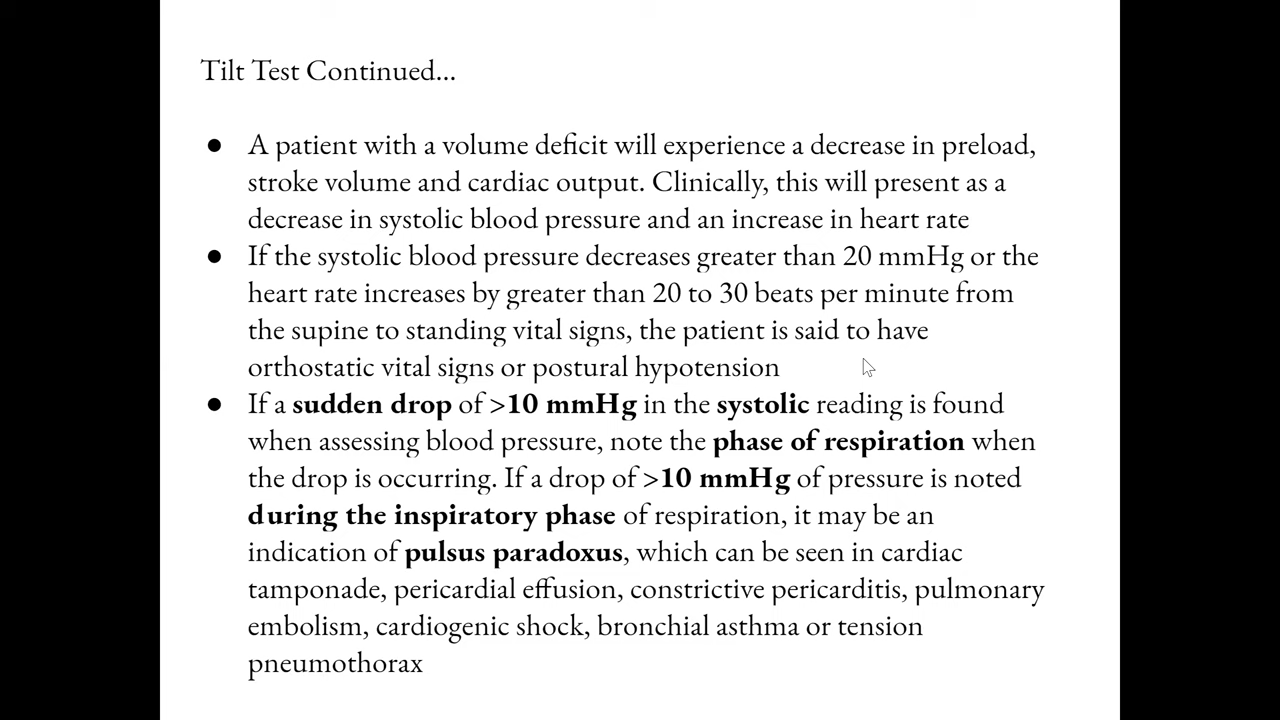 Tilt Test Continued...
● A patient with a volume deficit will experience a decrease in preload,
stroke volume and cardiac output. Clinically, this will present as a
decrease in systolic blood pressure and an increase in heart rate
● If the systolic blood pressure decreases greater than 20 mmHg or the
heart rate increases by greater than 20 to 30 beats per minute from
the supine to standing vital signs, the patient is said to have
orthostatic vital signs or postural hypotension
● If a sudden drop of >10 mmHg in the systolic reading is found
when assessing blood pressure, note the phase of respiration when
the drop is occurring. If a drop of >10 mmHg of pressure is noted
during the inspiratory phase of respiration, it may be an
indication of pulsus paradoxus, which can be seen in cardiac
tamponade, pericardial effusion, constrictive pericarditis, pulmonary
embolism, cardiogenic shock, bronchial asthma or tension
pneumothorax